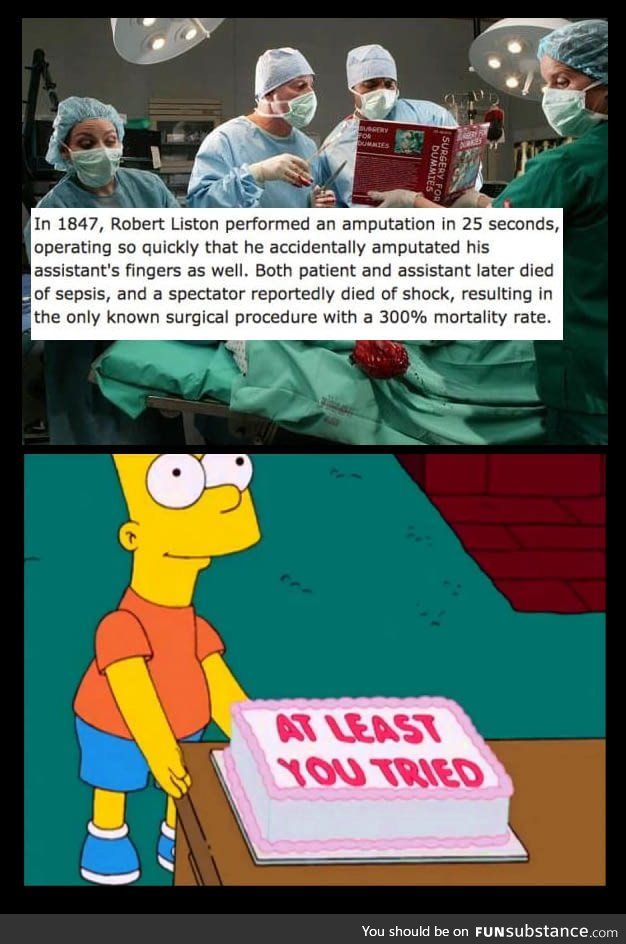 SURGERY
FOR
DUMMIES
SURGERY FOR
DUMMIES
In 1847, Robert Liston performed an amputation in 25 seconds,
operating so quickly that he accidentally amputated his
assistant's fingers as well. Both patient and assistant later died
of sepsis, and a spectator reportedly died of shock, resulting in
the only known surgical procedure with a 300% mortality rate.
AT LEAST
YOU TRIED
You should be on FUNsubstance.com